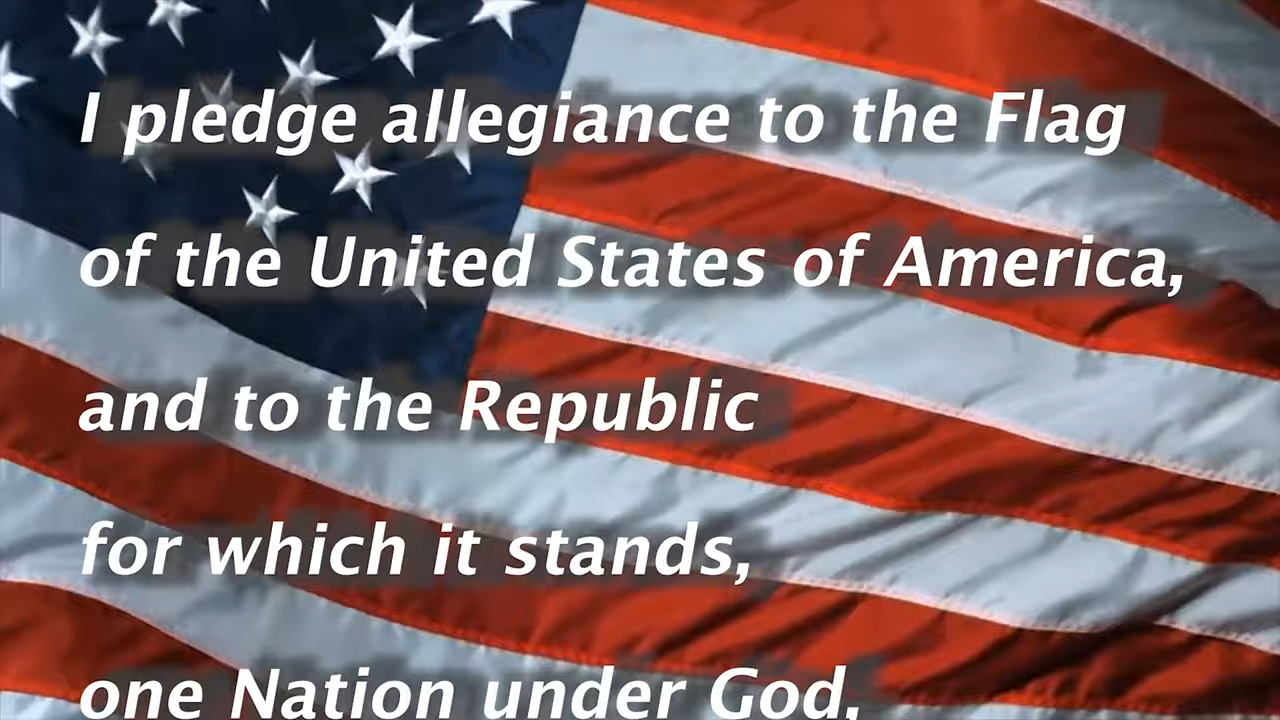 I pledge allegiance to the Flag
of the United States of America,
and to the Republic
for which it stands,
one Nation under God,